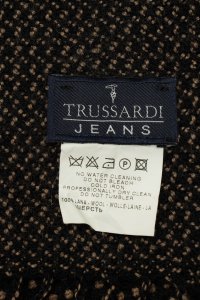 TRUSSARDI
JEANS
NO WATER CLEANING
DO NOT BLEACH
COLD IRON
PROFESSIONALLY DRY CLEAN
DO NOT TUMBLER
100% LANA - WOOL - WOLLE - LAINE - JA
ШЕРСТЬ